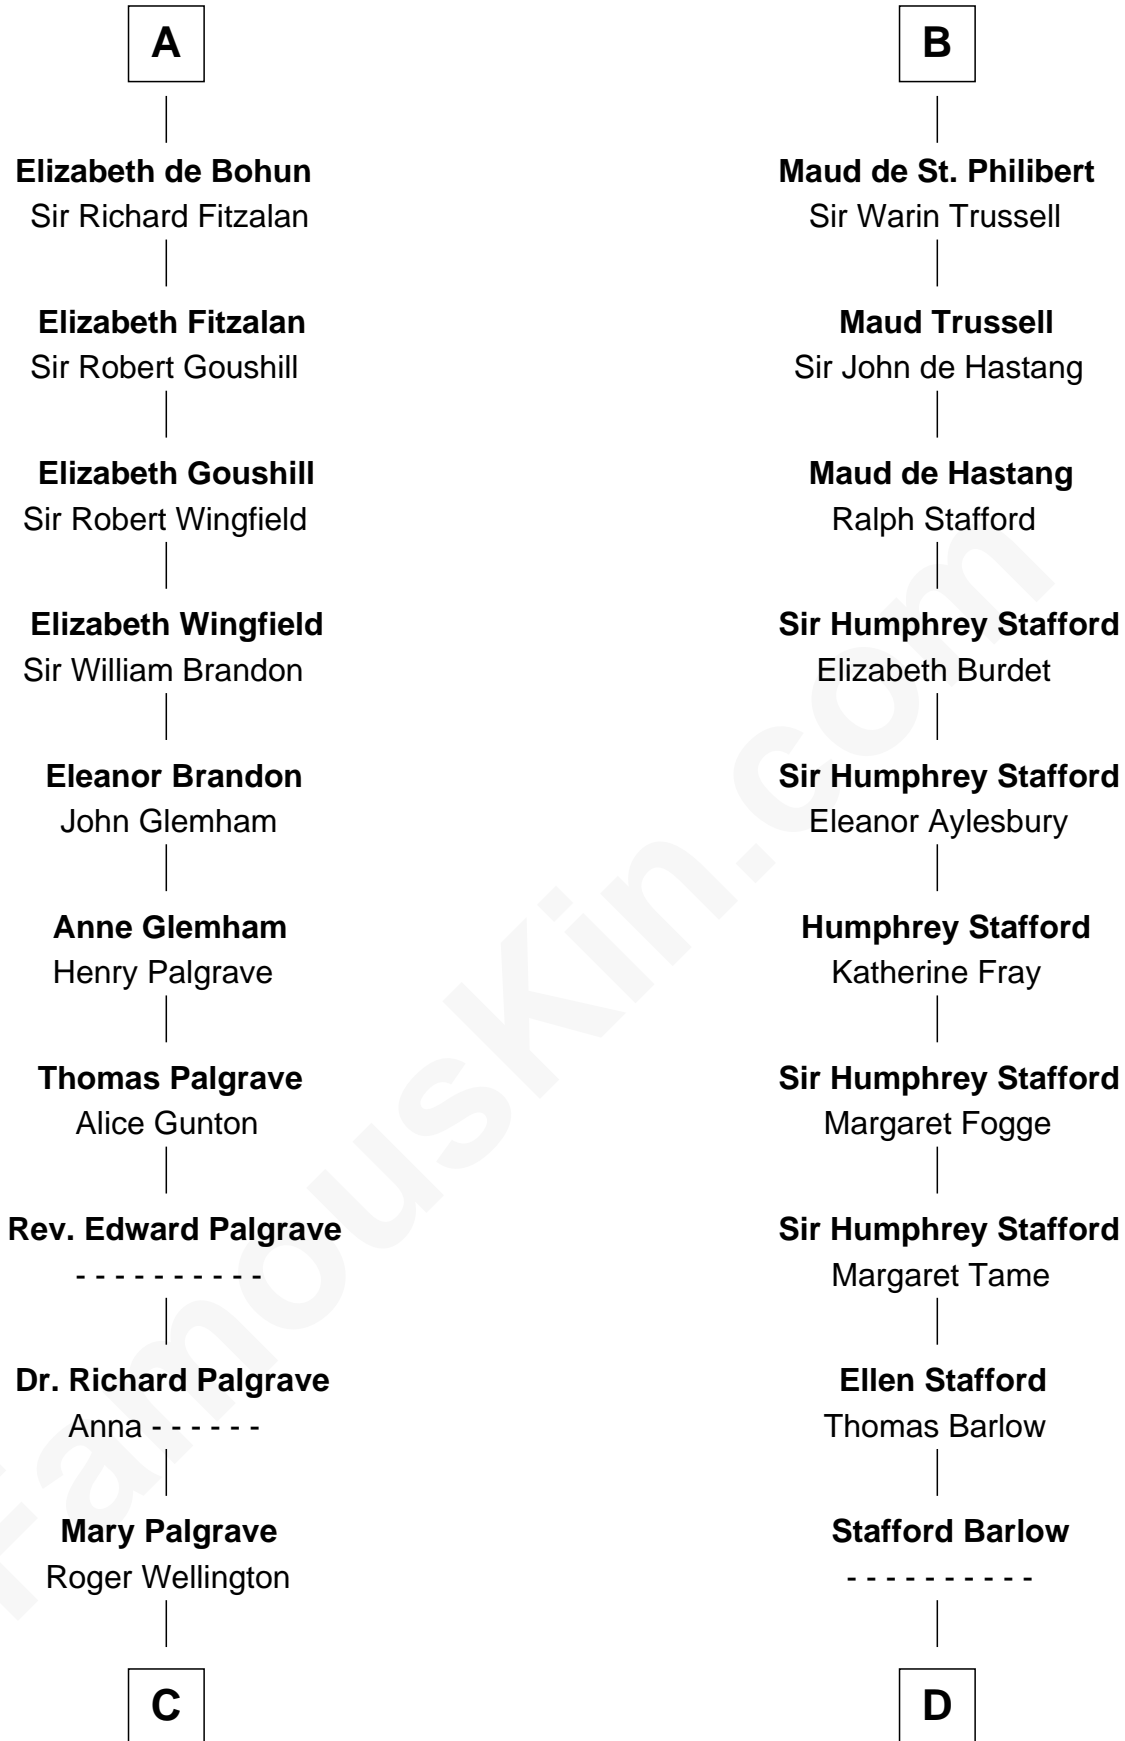 A
Elizabeth de Bohun
Sir Richard Fitzalan
Elizabeth Fitzalan
Sir Robert Goushill
Elizabeth Goushill
Sir Robert Wingfield
Elizabeth Wingfield
Sir William Brandon
Eleanor Brandon
John Glemham
Anne Glemham
Henry Palgrave
Thomas Palgrave
Alice Gunton
Rev. Edward Palgrave
- - - - - - - - - -
Dr. Richard Palgrave
Anna - - - - - -
Mary Palgrave
Roger Wellington
C
B
Maud de St. Philibert
Sir Warin Trussell
Maud Trussell
Sir John de Hastang
Maud de Hastang
Ralph Stafford
Sir Humphrey Stafford
Elizabeth Burdet
Sir Humphrey Stafford
Eleanor Aylesbury
Humphrey Stafford
Katherine Fray
Sir Humphrey Stafford
Margaret Fogge
Sir Humphrey Stafford
Margaret Tame
Ellen Stafford
Thomas Barlow
Stafford Barlow
- - - - - - - - - -
D
FamousKin.com